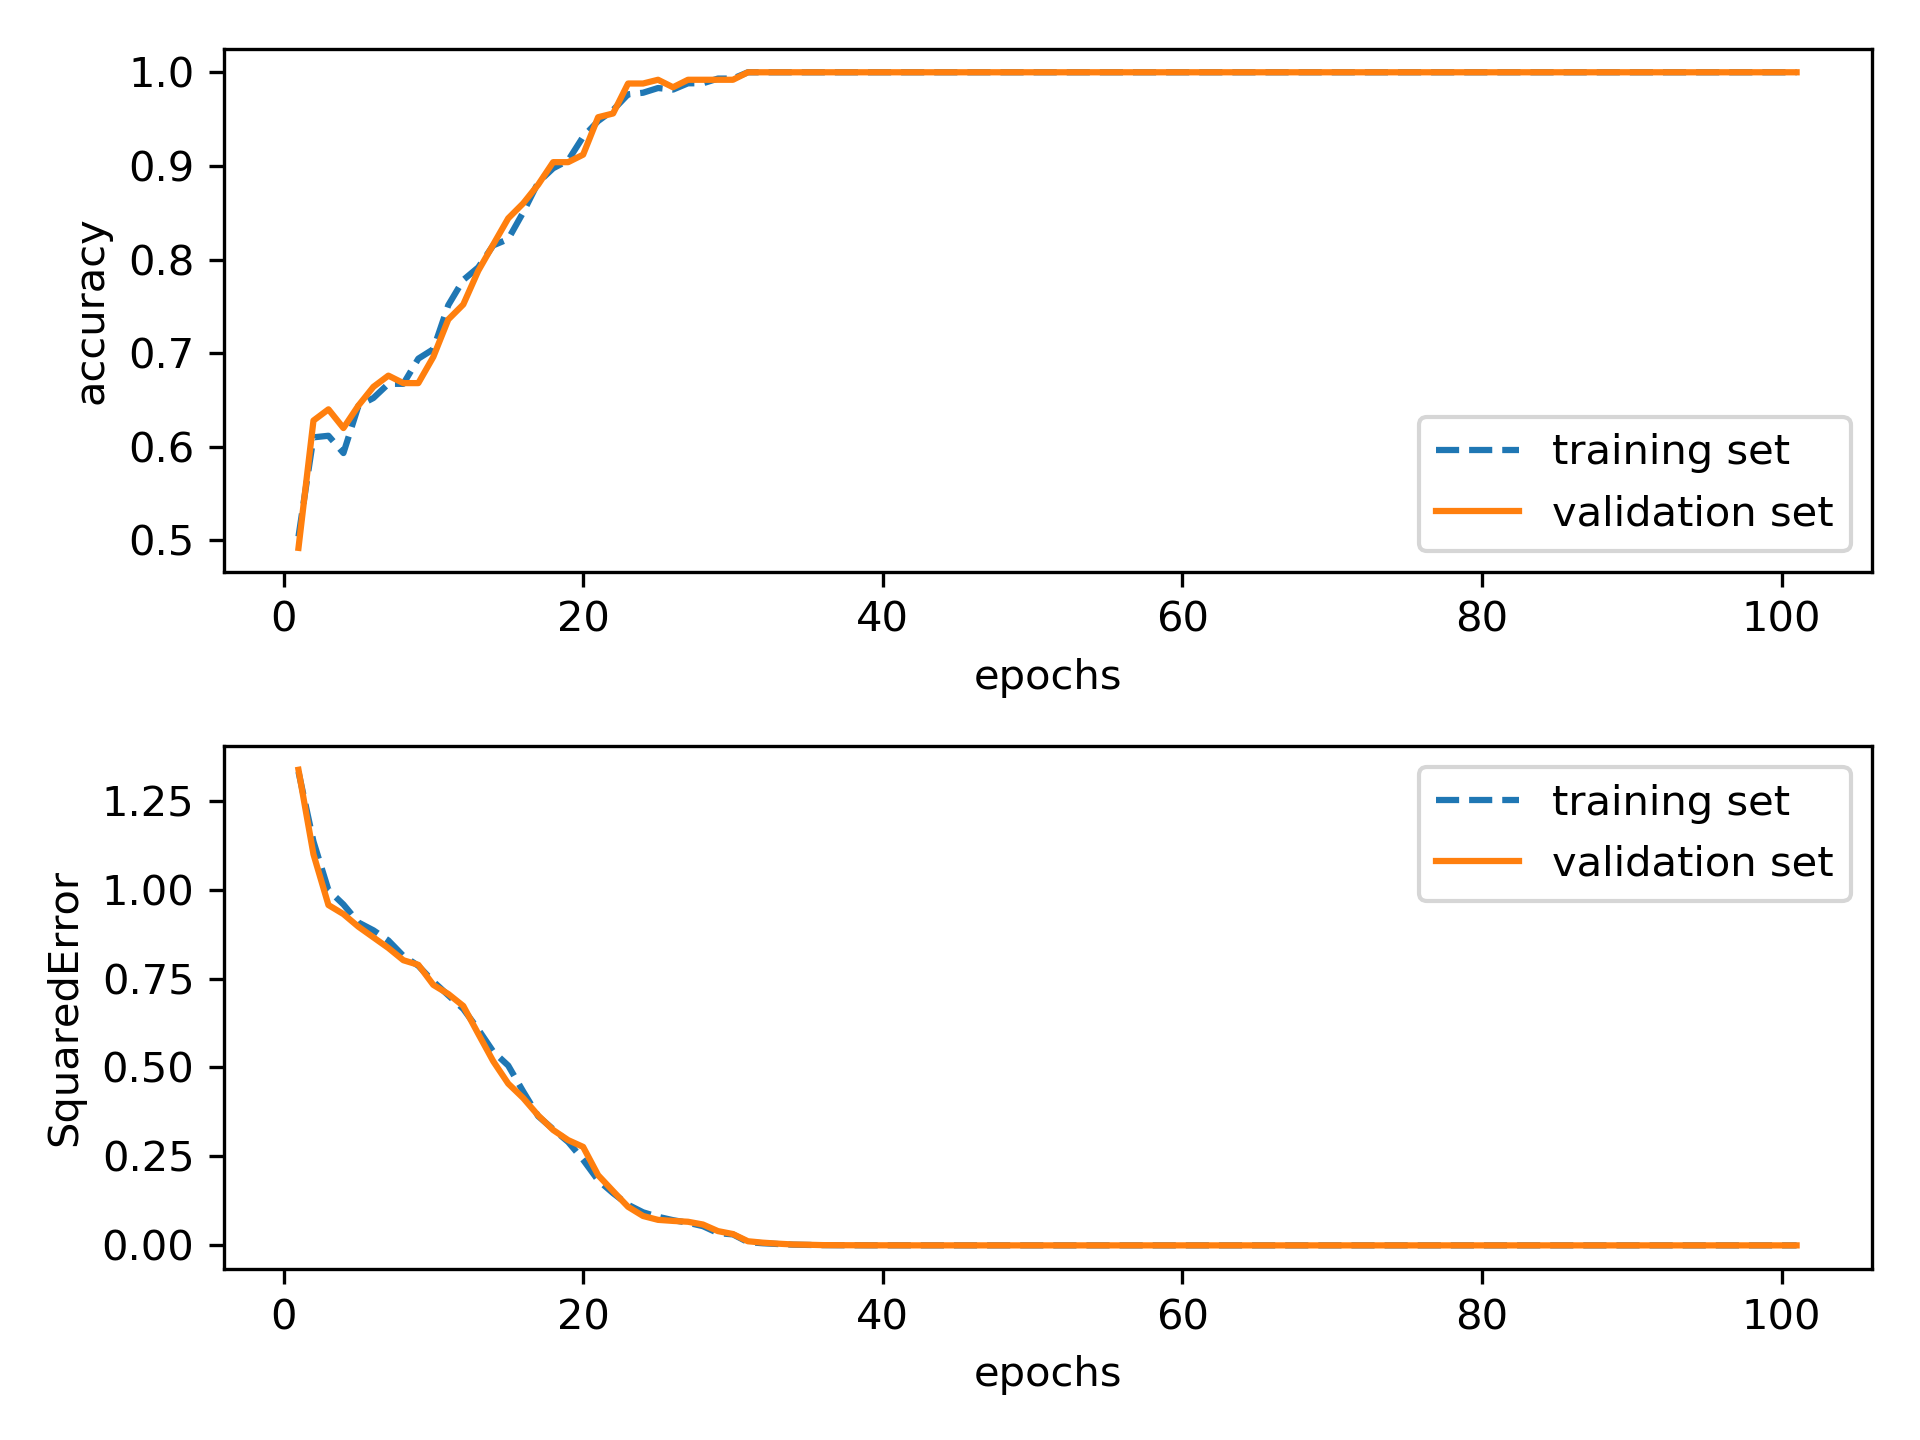 1.0
0.9
0.8
0.7
0.6
0.5
accuracy
training set
validation set
0 20 40 60 80 100
epochs
1.25
1.00
0.75
0.50
0.25
0.00
SquaredError
training set
validation set
0 20 40 60 80 100
epochs